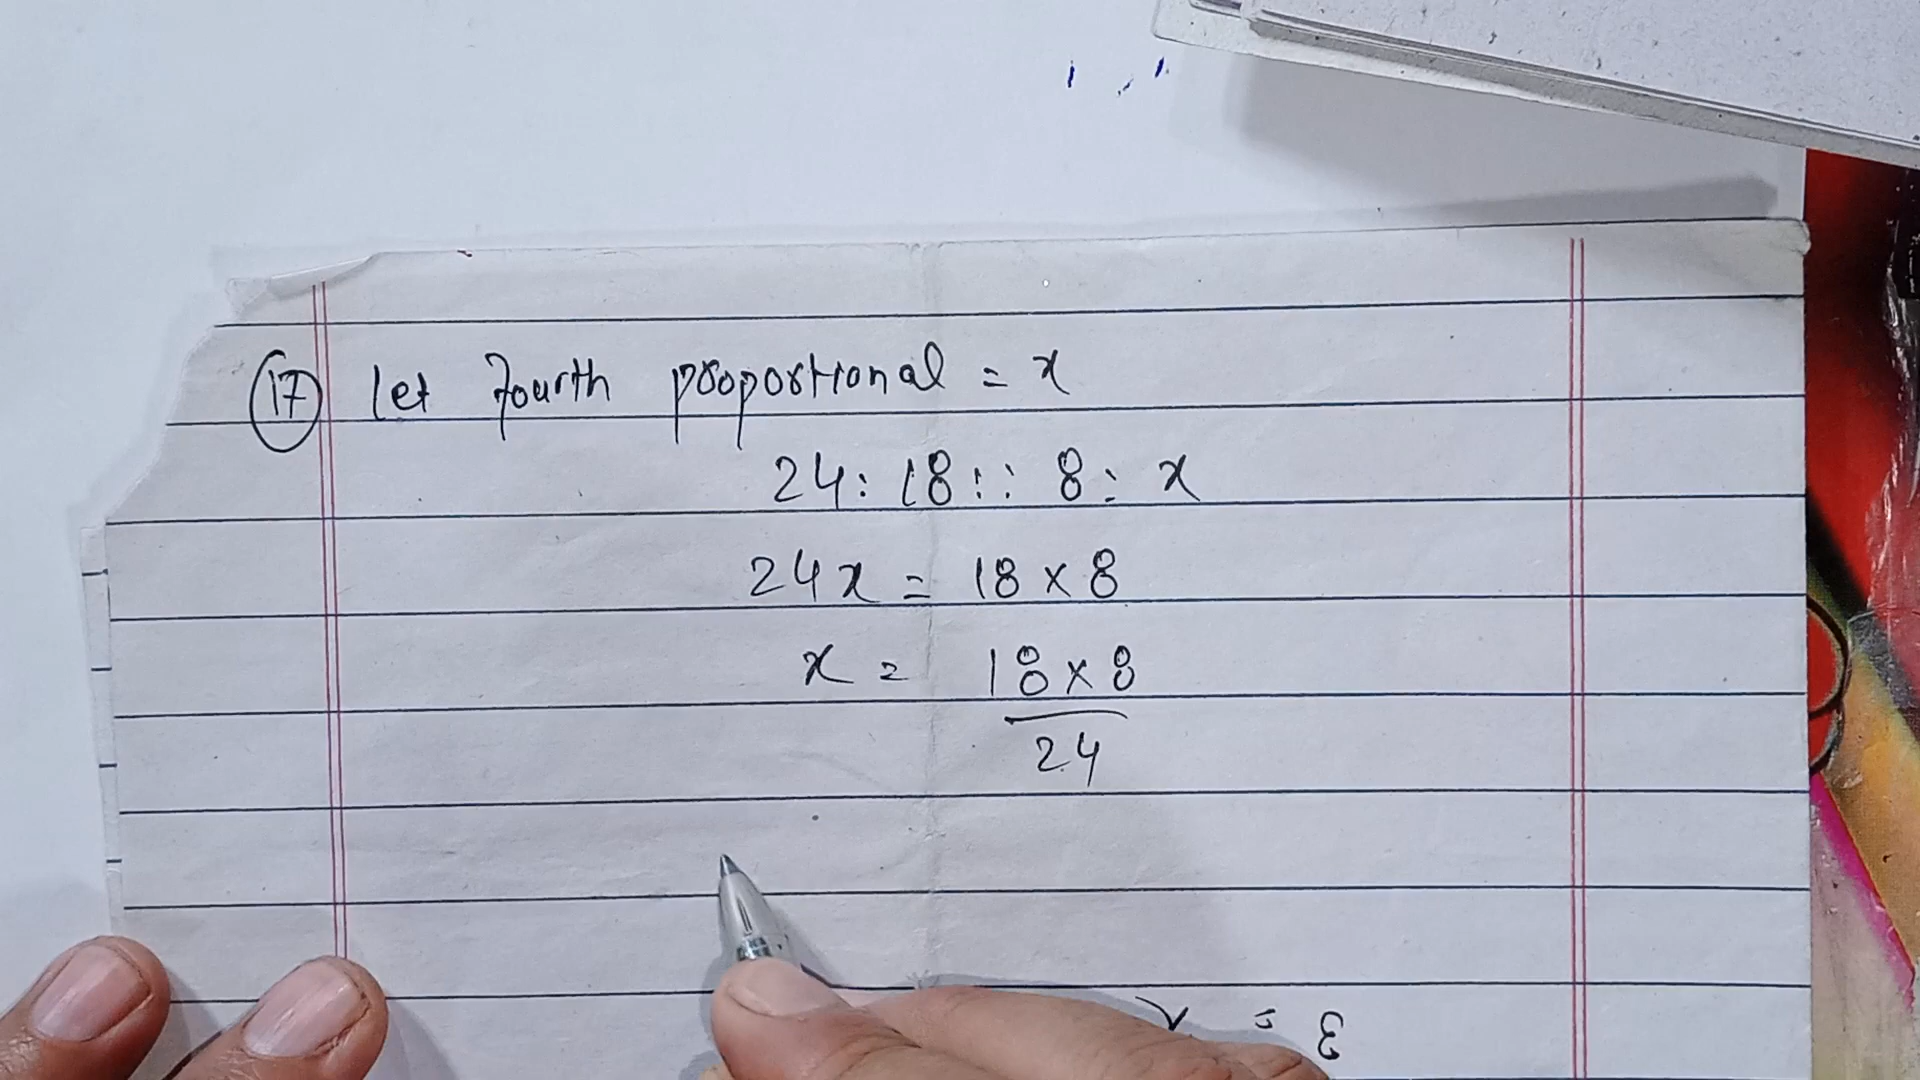 17 let fourth proportional = x
24 : 18 :: 8 : x
24x = 18 × 8
x = 18 × 8
24